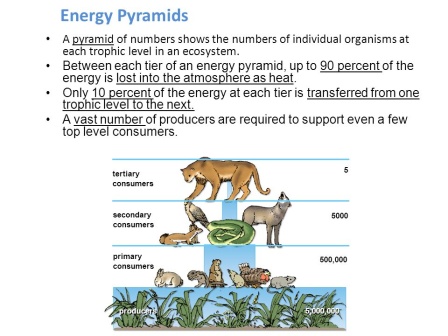 Energy Pyramids
• A pyramid of numbers shows the numbers of individual organisms at
each trophic level in an ecosystem.
• Between each tier of an energy pyramid, up to 90 percent of the
energy is lost into the atmosphere as heat.
• Only 10 percent of the energy at each tier is transferred from one
trophic level to the next.
• A vast number of producers are required to support even a few
top level consumers.
tertiary
consumers
5
secondary
consumers
5000
primary
consumers
500,000
producers
5,000,000